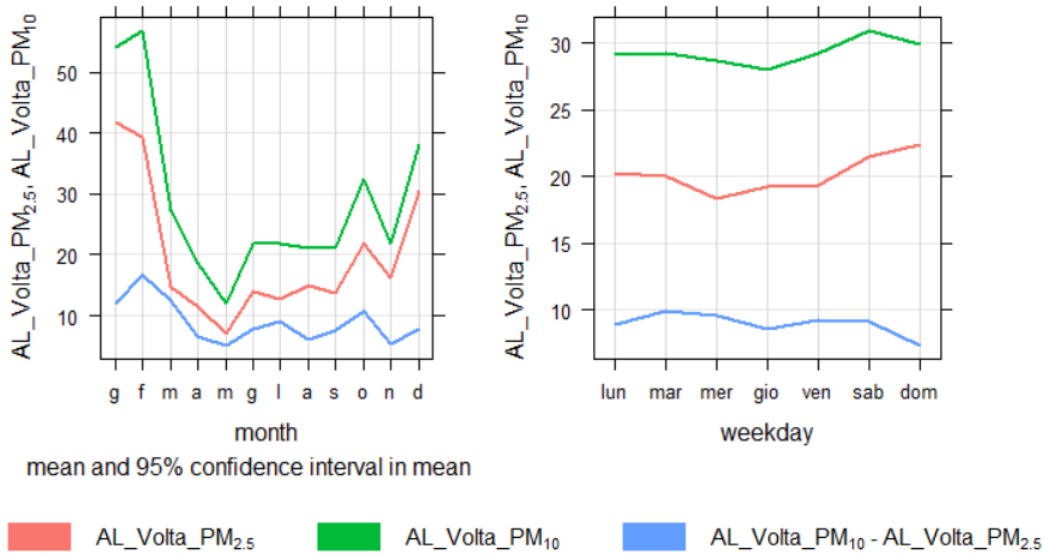 AL_Volta_PM2.5, AL_Volta_PM10
50
40
30
20
10
g f m a m g l a s o n d
month
mean and 95% confidence interval in mean
AL_Volta_PM2.5, AL_Volta_PM10
30
25
20
15
10
lun mar mer gio ven sab dom
weekday
AL_Volta_PM2.5 AL_Volta_PM10 AL_Volta_PM10 - AL_Volta_PM2.5